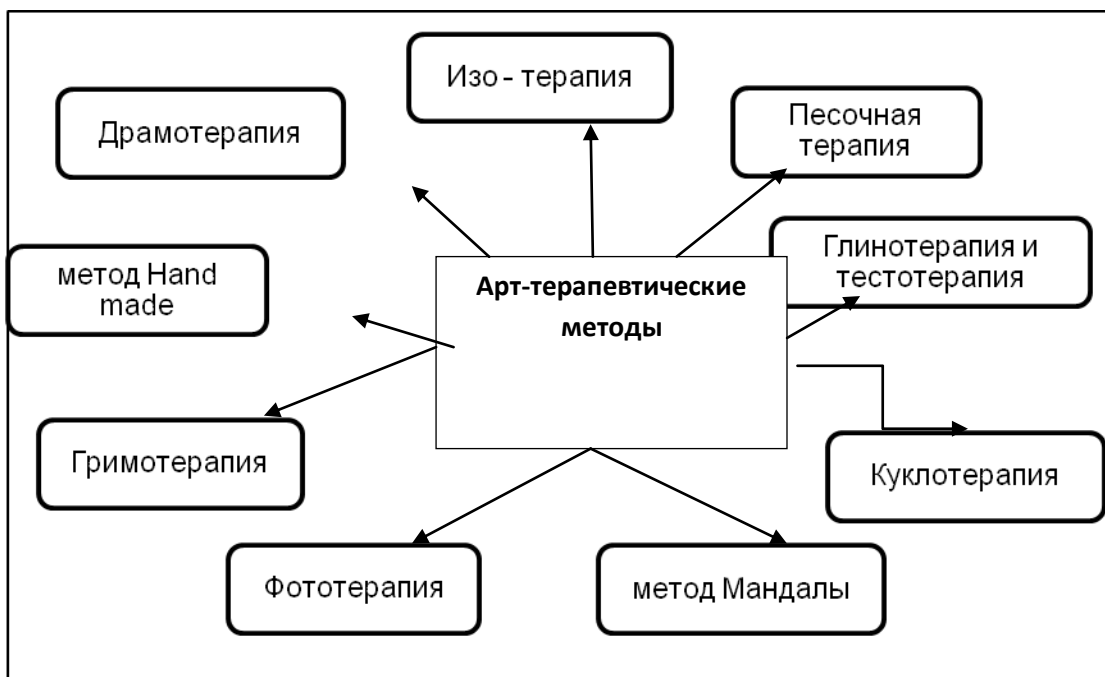 Изо - терапия
Драмотерапия
Песочная
терапия
Глинотерапия и
тестотерапия
метод Hand
made
Арт-терапевтические
методы
Гримотерапия
Куклотерапия
Фототерапия
метод Мандалы